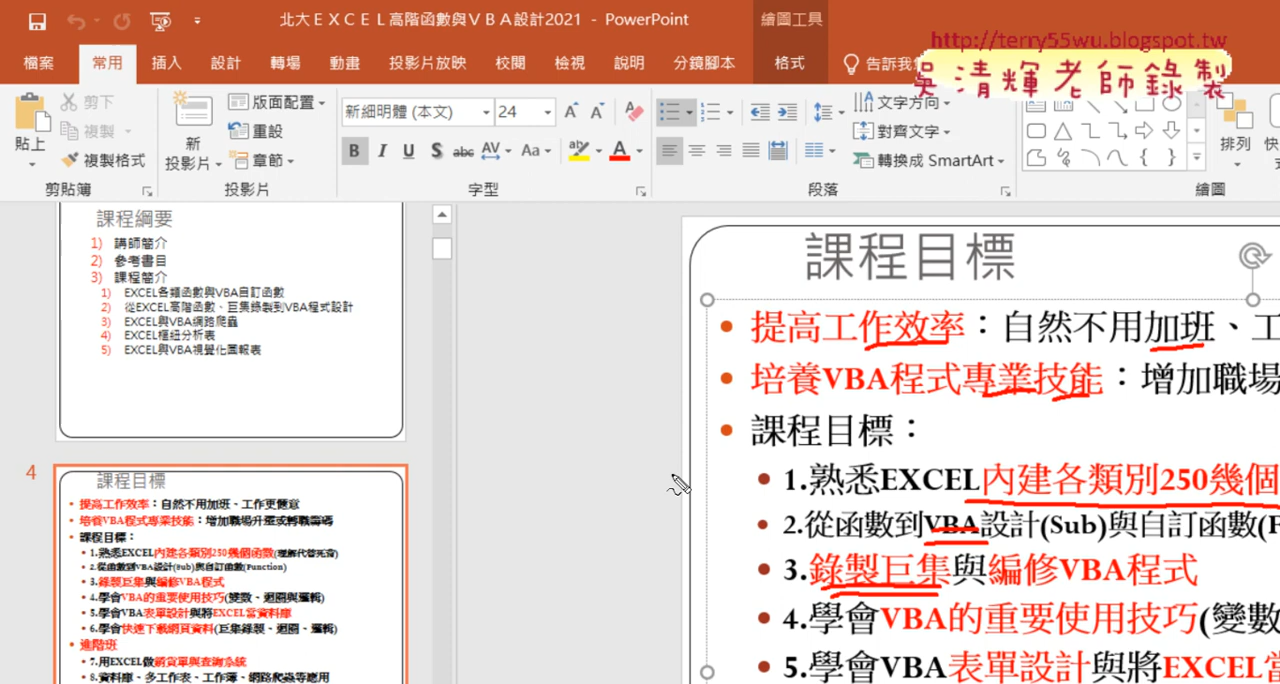 北大ＥＸＣＥＬ高階函數與ＶＢＡ設計2021 - PowerPoint
繪圖工具
http://terry55wu.blogspot.tw
吳清輝老師錄製
檔案 常用 插入 設計 轉場 動畫 投影片放映 校閱 檢視 說明 分鏡腳本 格式 告訴我
貼上 剪下 複製 複製格式
新投影片 版面配置 重設 章節
新細明體 (本文) 24
B I U S abc AV Aa A A A
文字方向 對齊文字 轉換成 SmartArt
排列
剪貼簿 投影片 字型 段落 繪圖
課程綱要
1) 講師簡介
2) 參考書目
3) 課程簡介
1) EXCEL各類函數與VBA自訂函數
2) 從EXCEL高階函數、巨集錄製到VBA程式設計
3) EXCEL與VBA網路爬蟲
4) EXCEL樞紐分析表
5) EXCEL與VBA視覺化圖報表
4
課程目標
提高工作效率：自然不用加班、工作更愜意
培養VBA程式專業技能：增加職場升遷或轉職籌碼
課程目標：
1.熟悉EXCEL內建各類別250幾個函數(理解代替死背)
2.從函數到VBA設計(Sub)與自訂函數(Function)
3.錄製巨集與編修VBA程式
4.學會VBA的重要使用技巧(變數、迴圈與邏輯)
5.學會VBA表單設計與將EXCEL當資料庫
6.學會快速下載網頁資料(巨集錄製、迴圈、邏輯)
進階班
7.用EXCEL做銷貨單與查詢系統
8.資料庫、多工作表、工作簿、網路爬蟲等應用
課程目標
提高工作效率：自然不用加班、工
培養VBA程式專業技能：增加職場
課程目標：
1.熟悉EXCEL內建各類別250幾個
2.從函數到VBA設計(Sub)與自訂函數(F
3.錄製巨集與編修VBA程式
4.學會VBA的重要使用技巧(變數
5.學會VBA表單設計與將EXCEL當